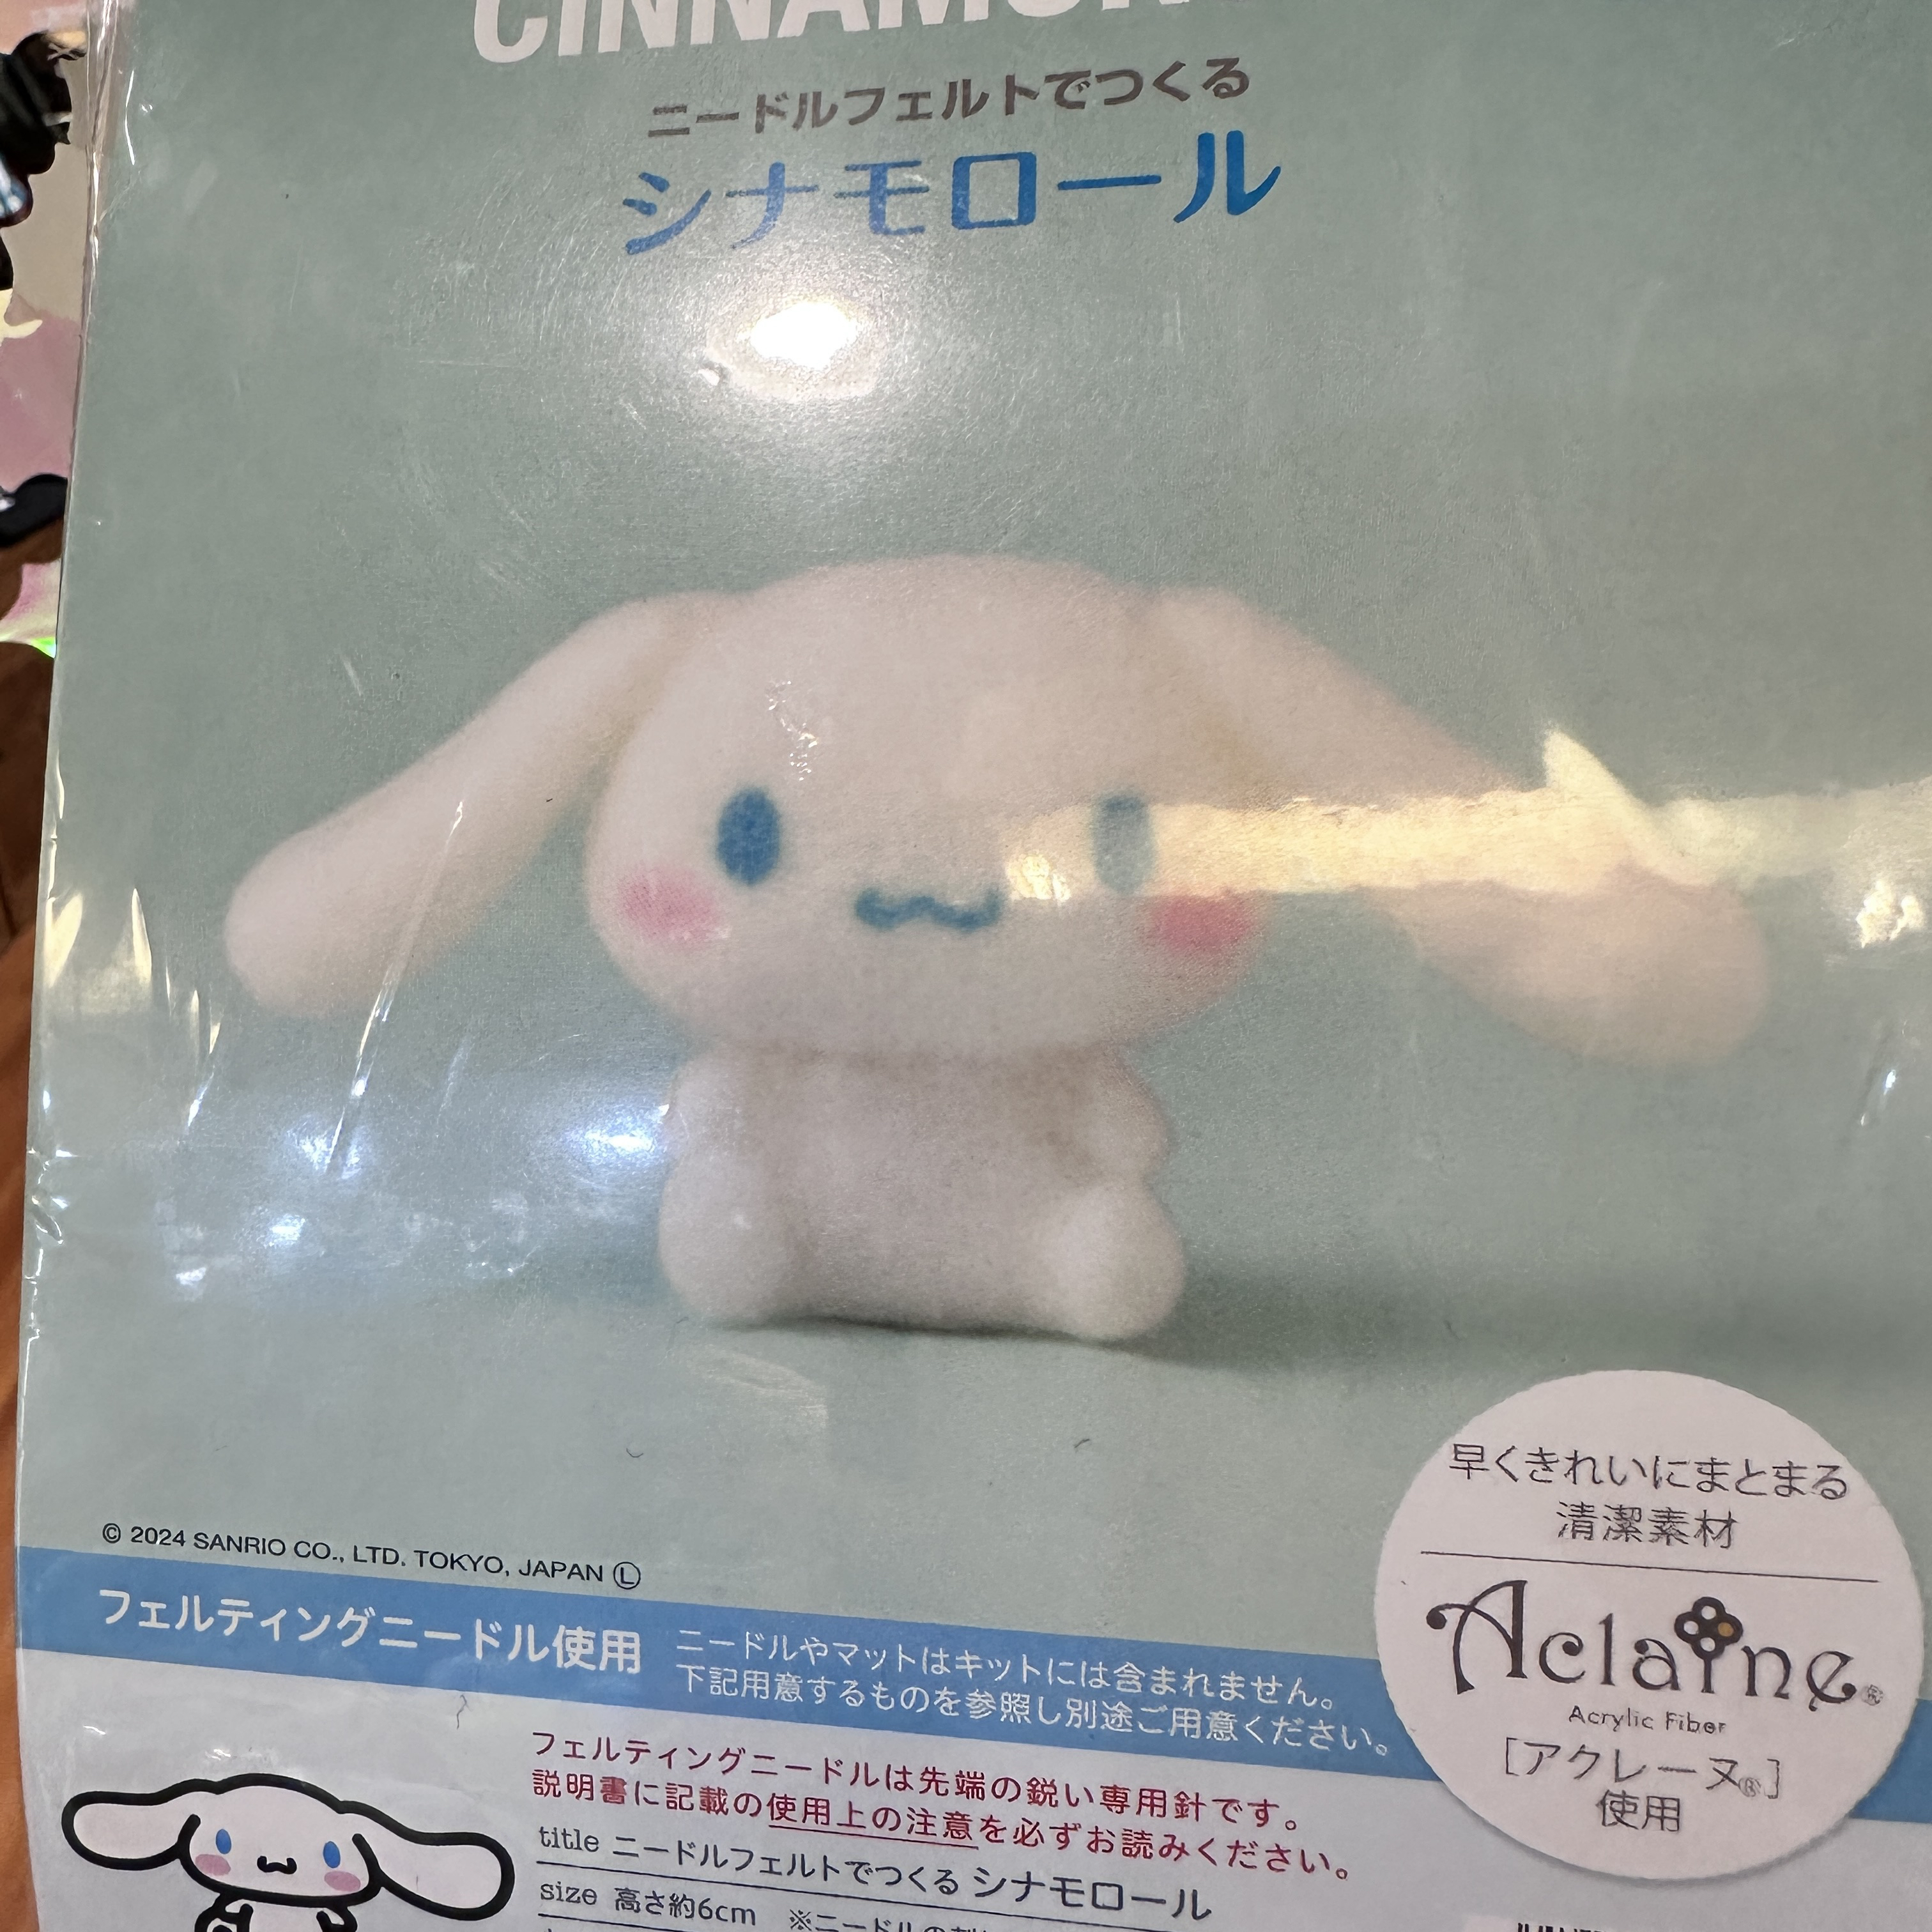 CINNAMOR
ニードルフェルトでつくる
シナモロール
早くきれいにまとまる
清潔素材
Aclaine®
Acrylic Fiber
[アクレーヌ®]
使用
© 2024 SANRIO CO., LTD. TOKYO, JAPAN Ⓛ
フェルティングニードル使用
ニードルやマットはキットには含まれません。
下記用意するものを参照し別途ご用意ください。
フェルティングニードルは先端の鋭い専用針です。
説明書に記載の使用上の注意を必ずお読みください。
title ニードルフェルトでつくる シナモロール
size 高さ約6cm ※ニードルの